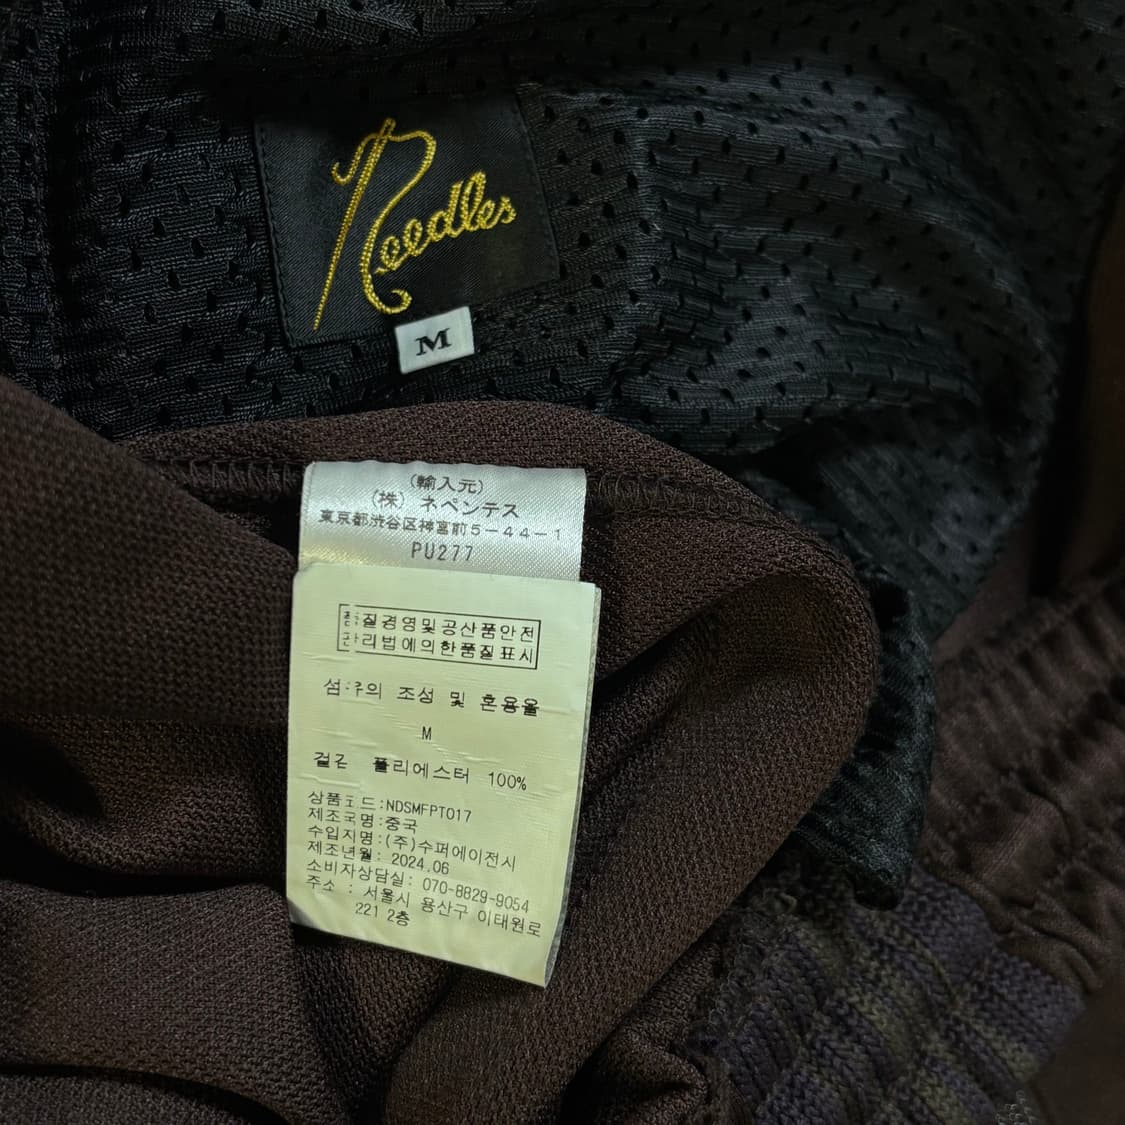 Needles
M
(輸入元)
(株) ネペンテス
東京都渋谷区神宮前5-44-1
PU277
품질경영및공산품안전
관리법에의한품질표시
섬유의 조성 및 혼용율
M
겉감 폴리에스터 100%
상품코드:NDSMFPT017
제조국명:중국
수입지명:(주)수퍼에이전시
제조년월: 2024.06
소비자상담실: 070-8829-9054
주소 : 서울시 용산구 이태원로
221 2층